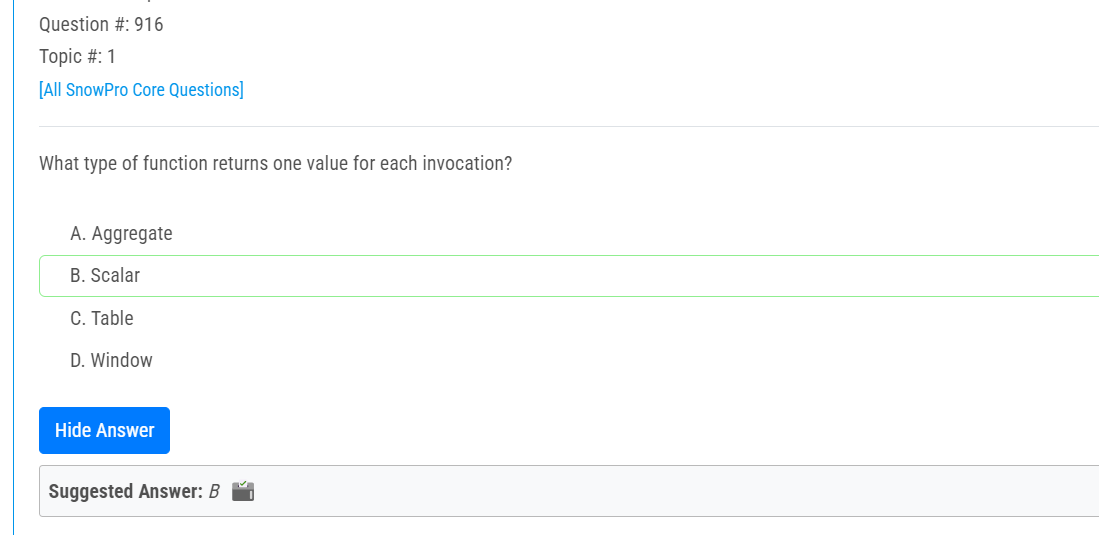 Question #: 916
Topic #: 1
[All SnowPro Core Questions]
What type of function returns one value for each invocation?
A. Aggregate
B. Scalar
C. Table
D. Window
Hide Answer
Suggested Answer: B